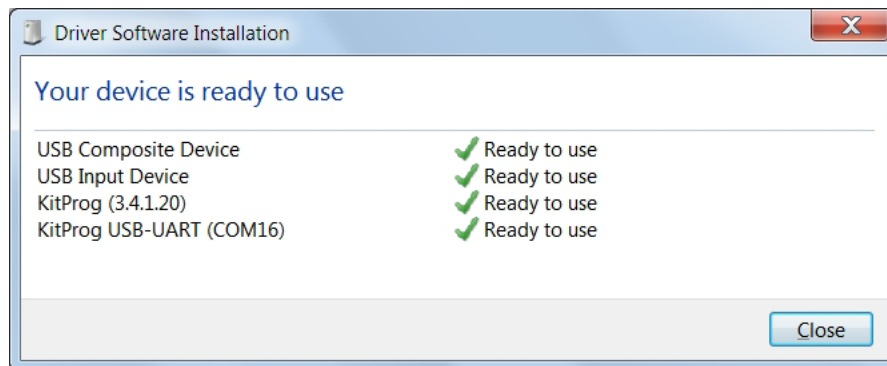 Driver Software Installation
Your device is ready to use
USB Composite Device Ready to use
USB Input Device Ready to use
KitProg (3.4.1.20) Ready to use
KitProg USB-UART (COM16) Ready to use
Close